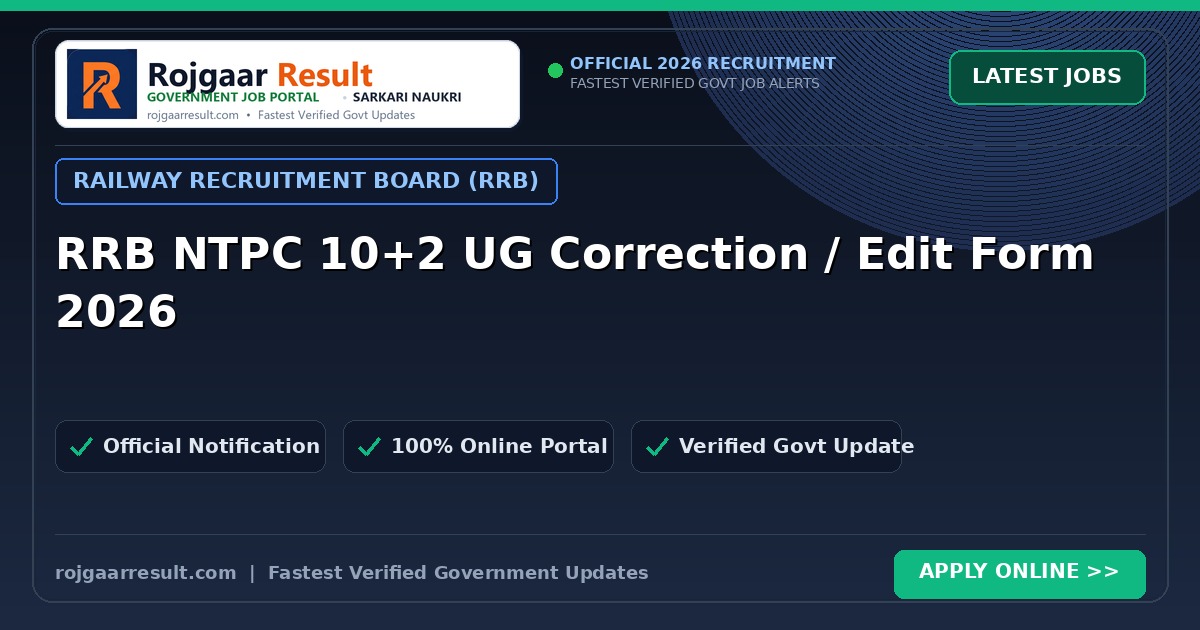 Rojgaar Result
GOVERNMENT JOB PORTAL • SARKARI NAUKRI
rojgaarresult.com • Fastest Verified Govt Updates
OFFICIAL 2026 RECRUITMENT
FASTEST VERIFIED GOVT JOB ALERTS
LATEST JOBS
RAILWAY RECRUITMENT BOARD (RRB)
RRB NTPC 10+2 UG Correction / Edit Form
2026
Official Notification
100% Online Portal
Verified Govt Update
rojgaarresult.com | Fastest Verified Government Updates
APPLY ONLINE >>